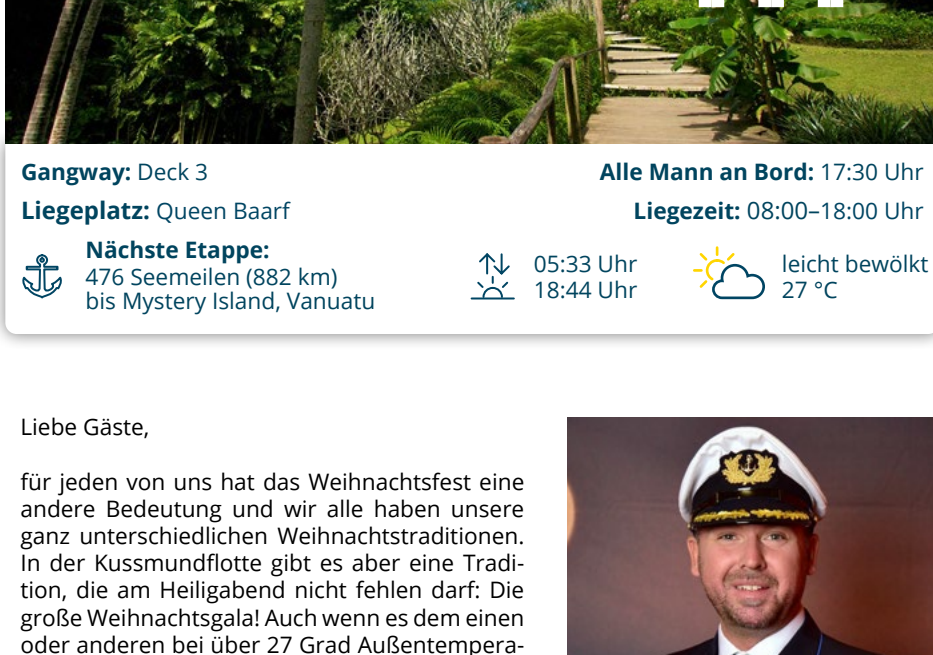 Gangway: Deck 3
Alle Mann an Bord: 17:30 Uhr
Liegeplatz: Queen Baarf
Liegezeit: 08:00–18:00 Uhr
Nächste Etappe:
476 Seemeilen (882 km)
bis Mystery Island, Vanuatu
05:33 Uhr
18:44 Uhr
leicht bewölkt
27 °C
Liebe Gäste,
für jeden von uns hat das Weihnachtsfest eine
andere Bedeutung und wir alle haben unsere
ganz unterschiedlichen Weihnachtstraditionen.
In der Kussmundflotte gibt es aber eine Tradi-
tion, die am Heiligabend nicht fehlen darf: Die
große Weihnachtsgala! Auch wenn es dem einen
oder anderen bei über 27 Grad Außentempera-